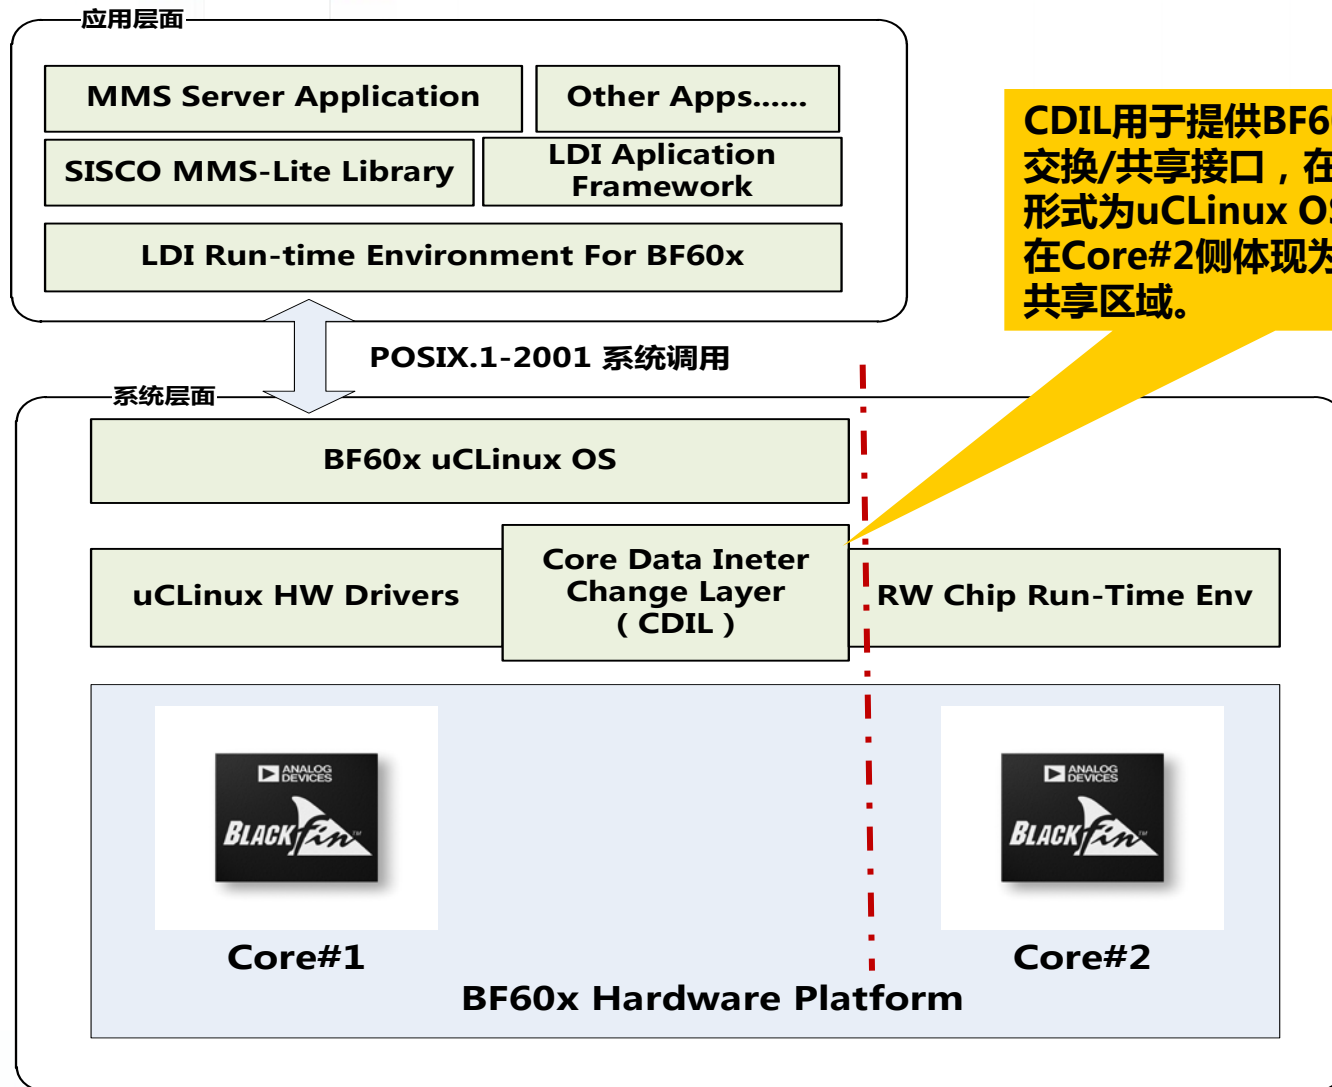 应用层面
MMS Server Application
Other Apps......
SISCO MMS-Lite Library
LDI Aplication
Framework
LDI Run-time Environment For BF60x
CDIL用于提供BF6
交换/共享接口，在
形式为uCLinux OS
在Core#2侧体现为
共享区域。
POSIX.1-2001 系统调用
系统层面
BF60x uCLinux OS
uCLinux HW Drivers
Core Data Ineter
Change Layer
( CDIL )
RW Chip Run-Time Env
ANALOG
DEVICES
BLACKfin™
Core#1
ANALOG
DEVICES
BLACKfin™
Core#2
BF60x Hardware Platform